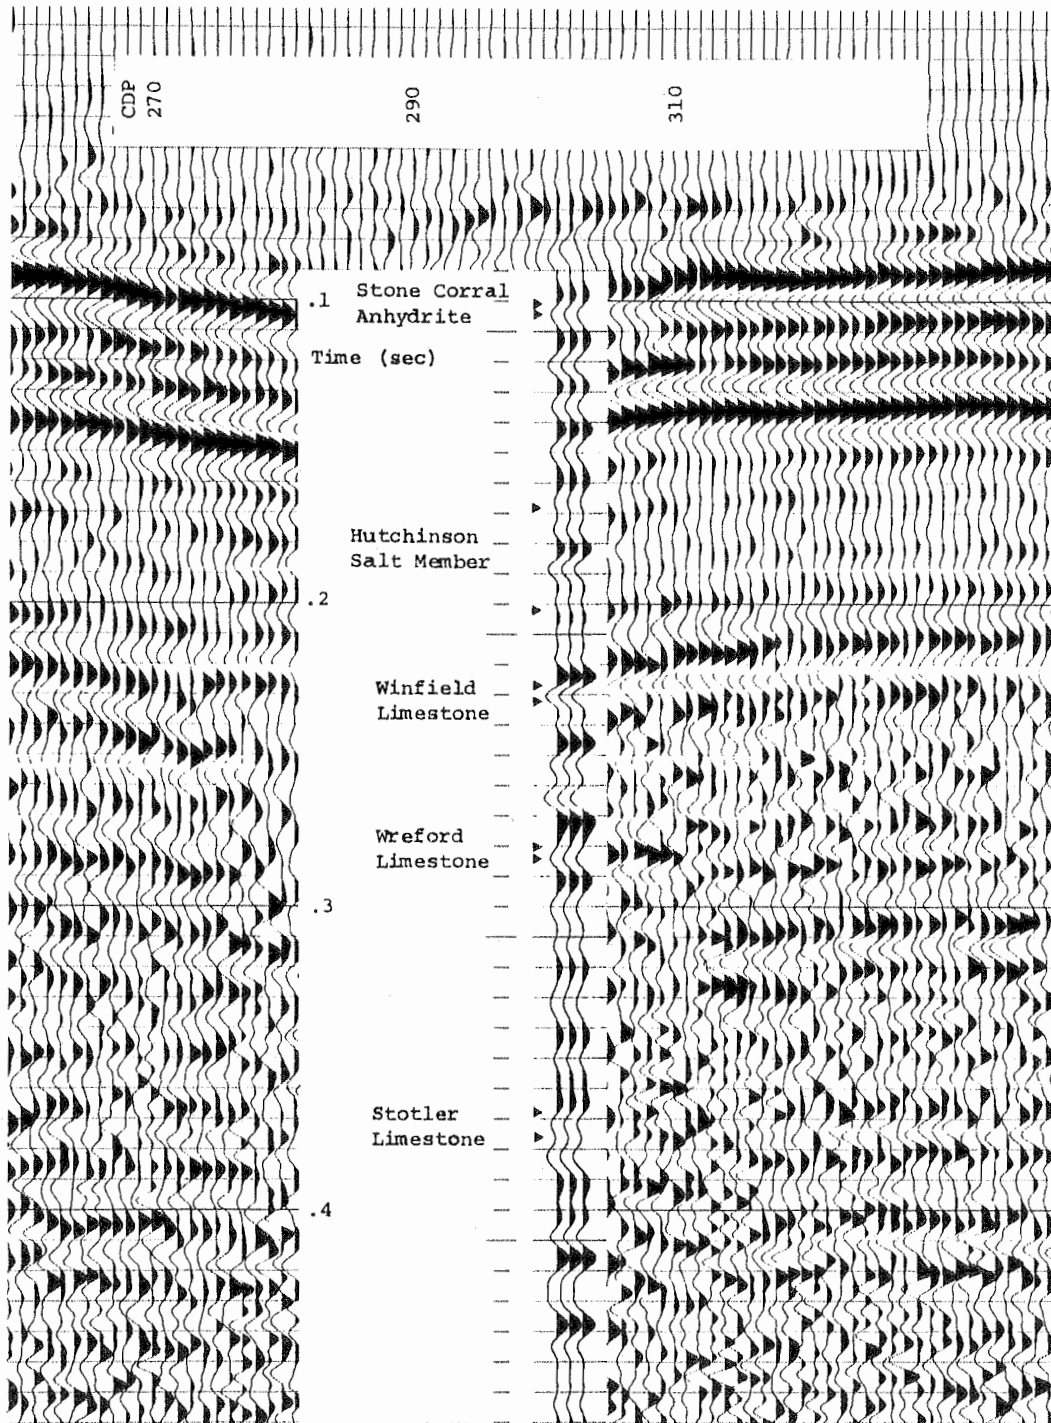 CDP
270
290
310
.1
Stone Corral
Anhydrite
Time (sec)
Hutchinson
Salt Member
.2
Winfield
Limestone
Wreford
Limestone
.3
Stotler
Limestone
.4